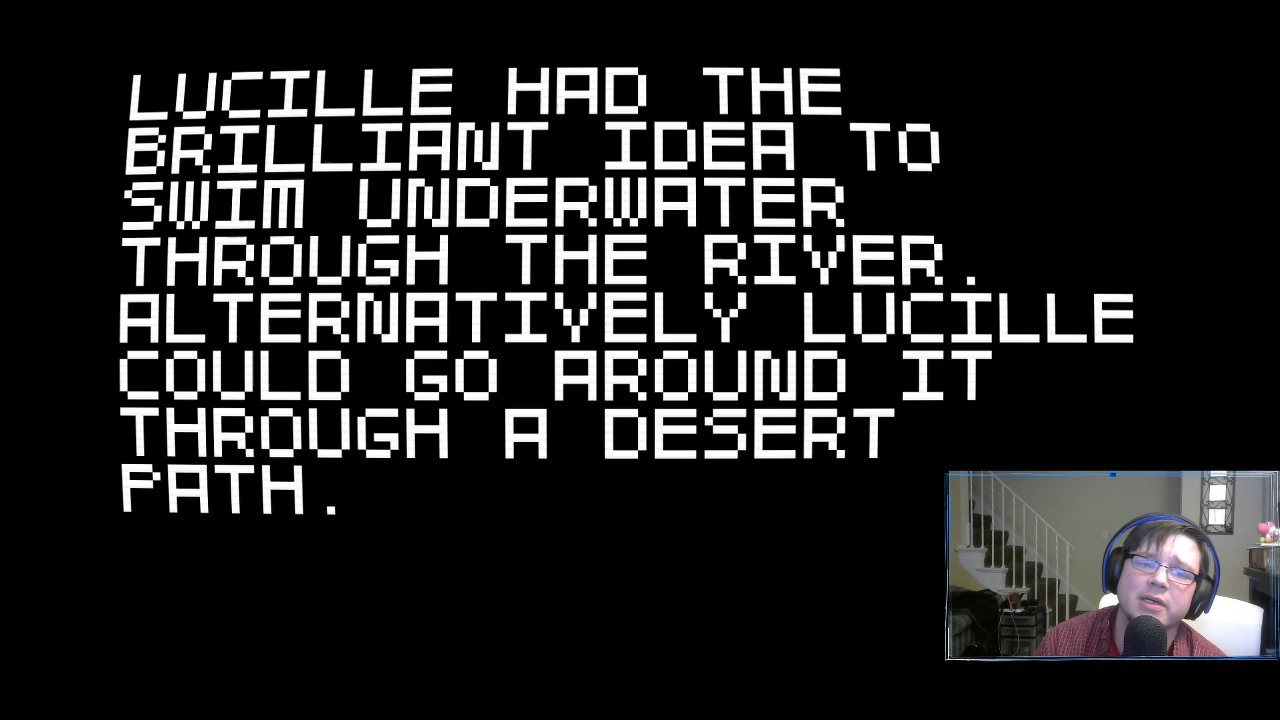 LUCILLE HAD THE
BRILLIANT IDEA TO
SWIM UNDERWATER
THROUGH THE RIVER.
ALTERNATIVELY LUCILLE
COULD GO AROUND IT
THROUGH A DESERT
PATH.